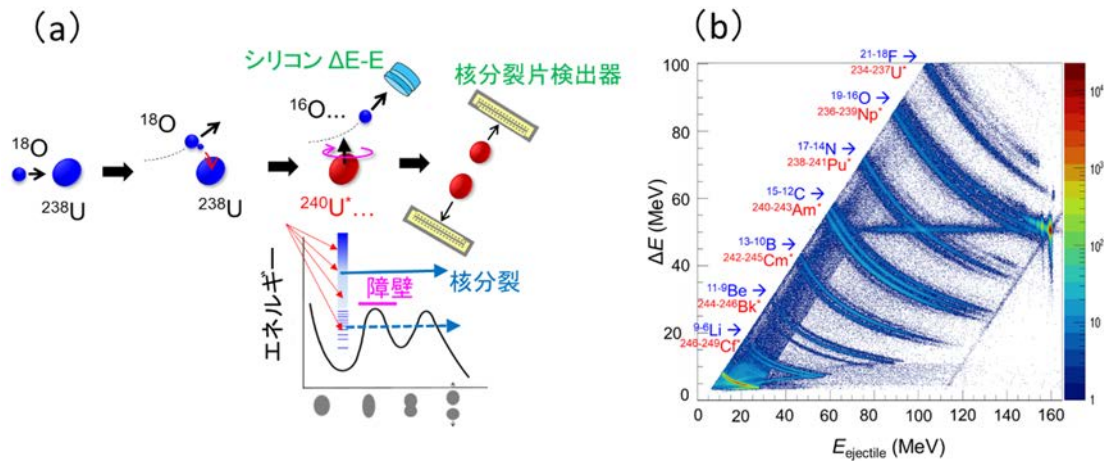 (a)
シリコン ΔE-E
核分裂片検出器
¹⁸O
²³⁸U
¹⁸O
²³⁸U
¹⁶O...
²⁴⁰U*...
エネルギー
障壁
核分裂
(b)
²¹⁻¹⁸F →
²³⁴⁻²³⁷U*
¹⁹⁻¹⁶O →
²³⁶⁻²³⁹Np*
¹⁷⁻¹⁴N →
²³⁸⁻²⁴¹Pu*
¹⁵⁻¹²C →
²⁴⁰⁻²⁴³Am*
¹³⁻¹⁰B →
²⁴²⁻²⁴⁵Cm*
¹¹⁻⁹Be →
²⁴⁴⁻²⁴⁶Bk*
⁹⁻⁶Li →
²⁴⁶⁻²⁴⁹Cf*
ΔE (MeV)
100
80
60
40
20
0
0 20 40 60 80 100 120 140 160
E_ejectile (MeV)
10⁴
10³
10²
10
1